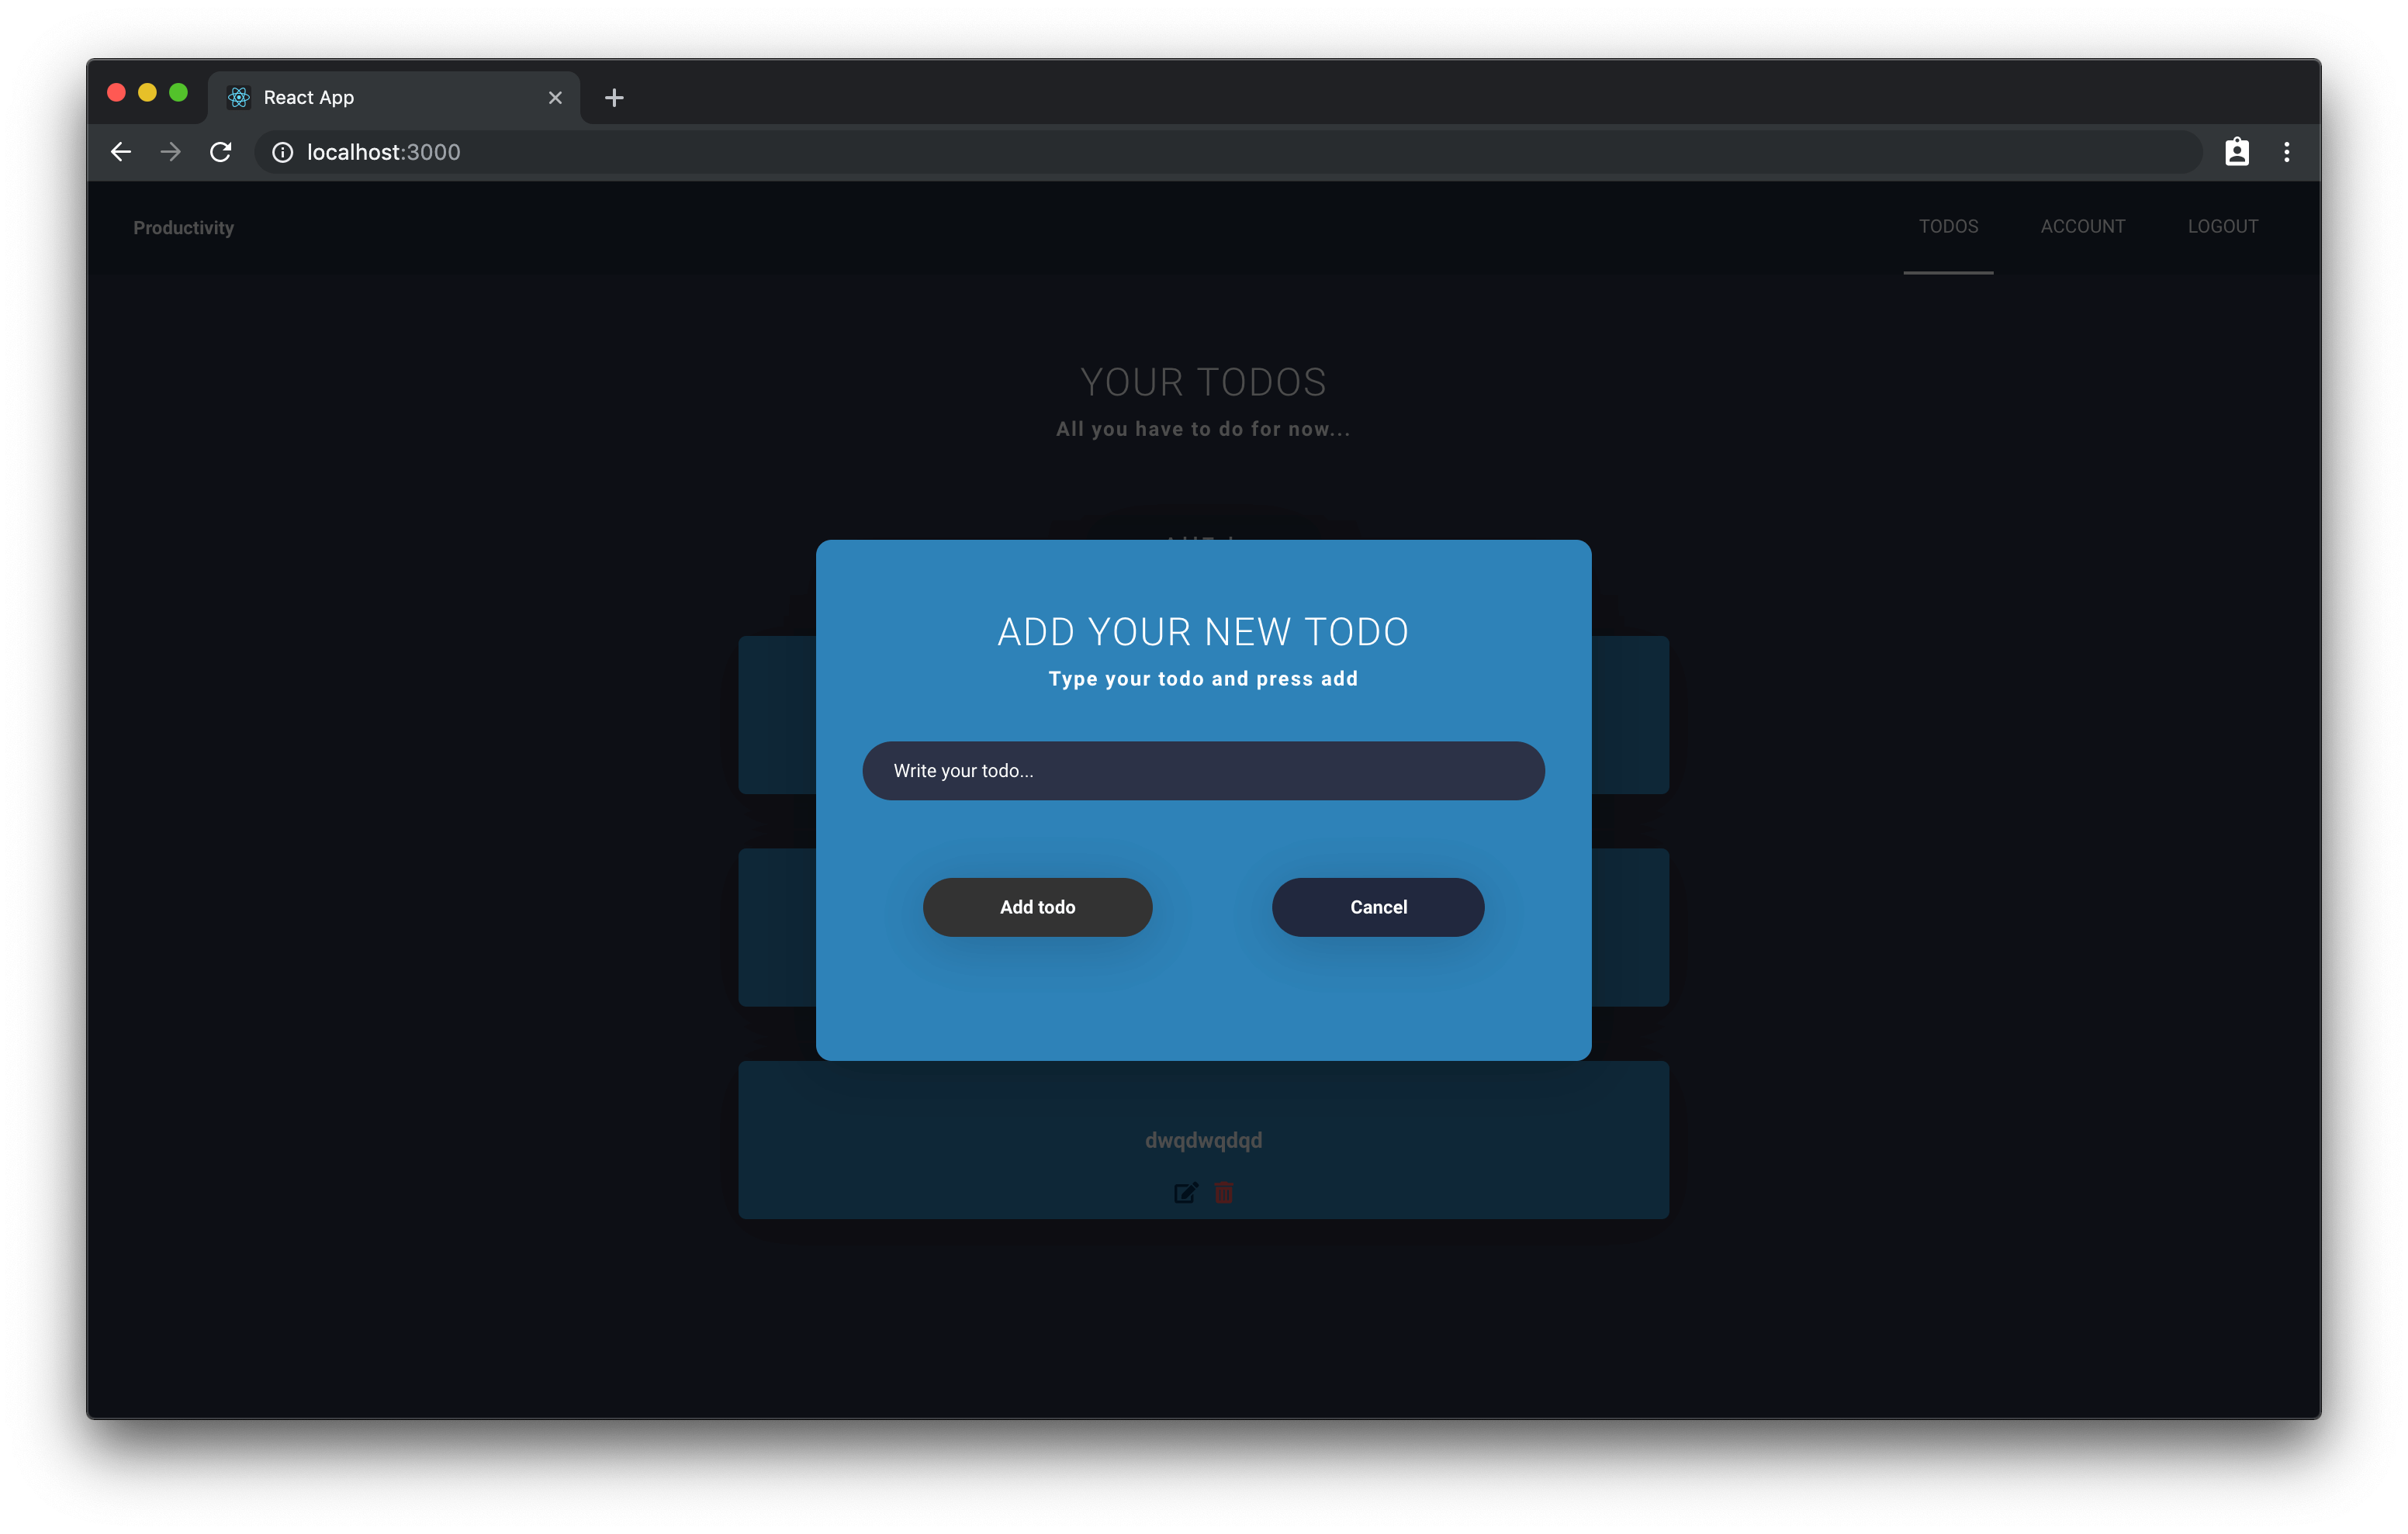 React App
localhost:3000
Productivity
TODOS ACCOUNT LOGOUT
YOUR TODOS
All you have to do for now...
ADD YOUR NEW TODO
Type your todo and press add
Write your todo...
Add todo Cancel
dwqdwqdqd